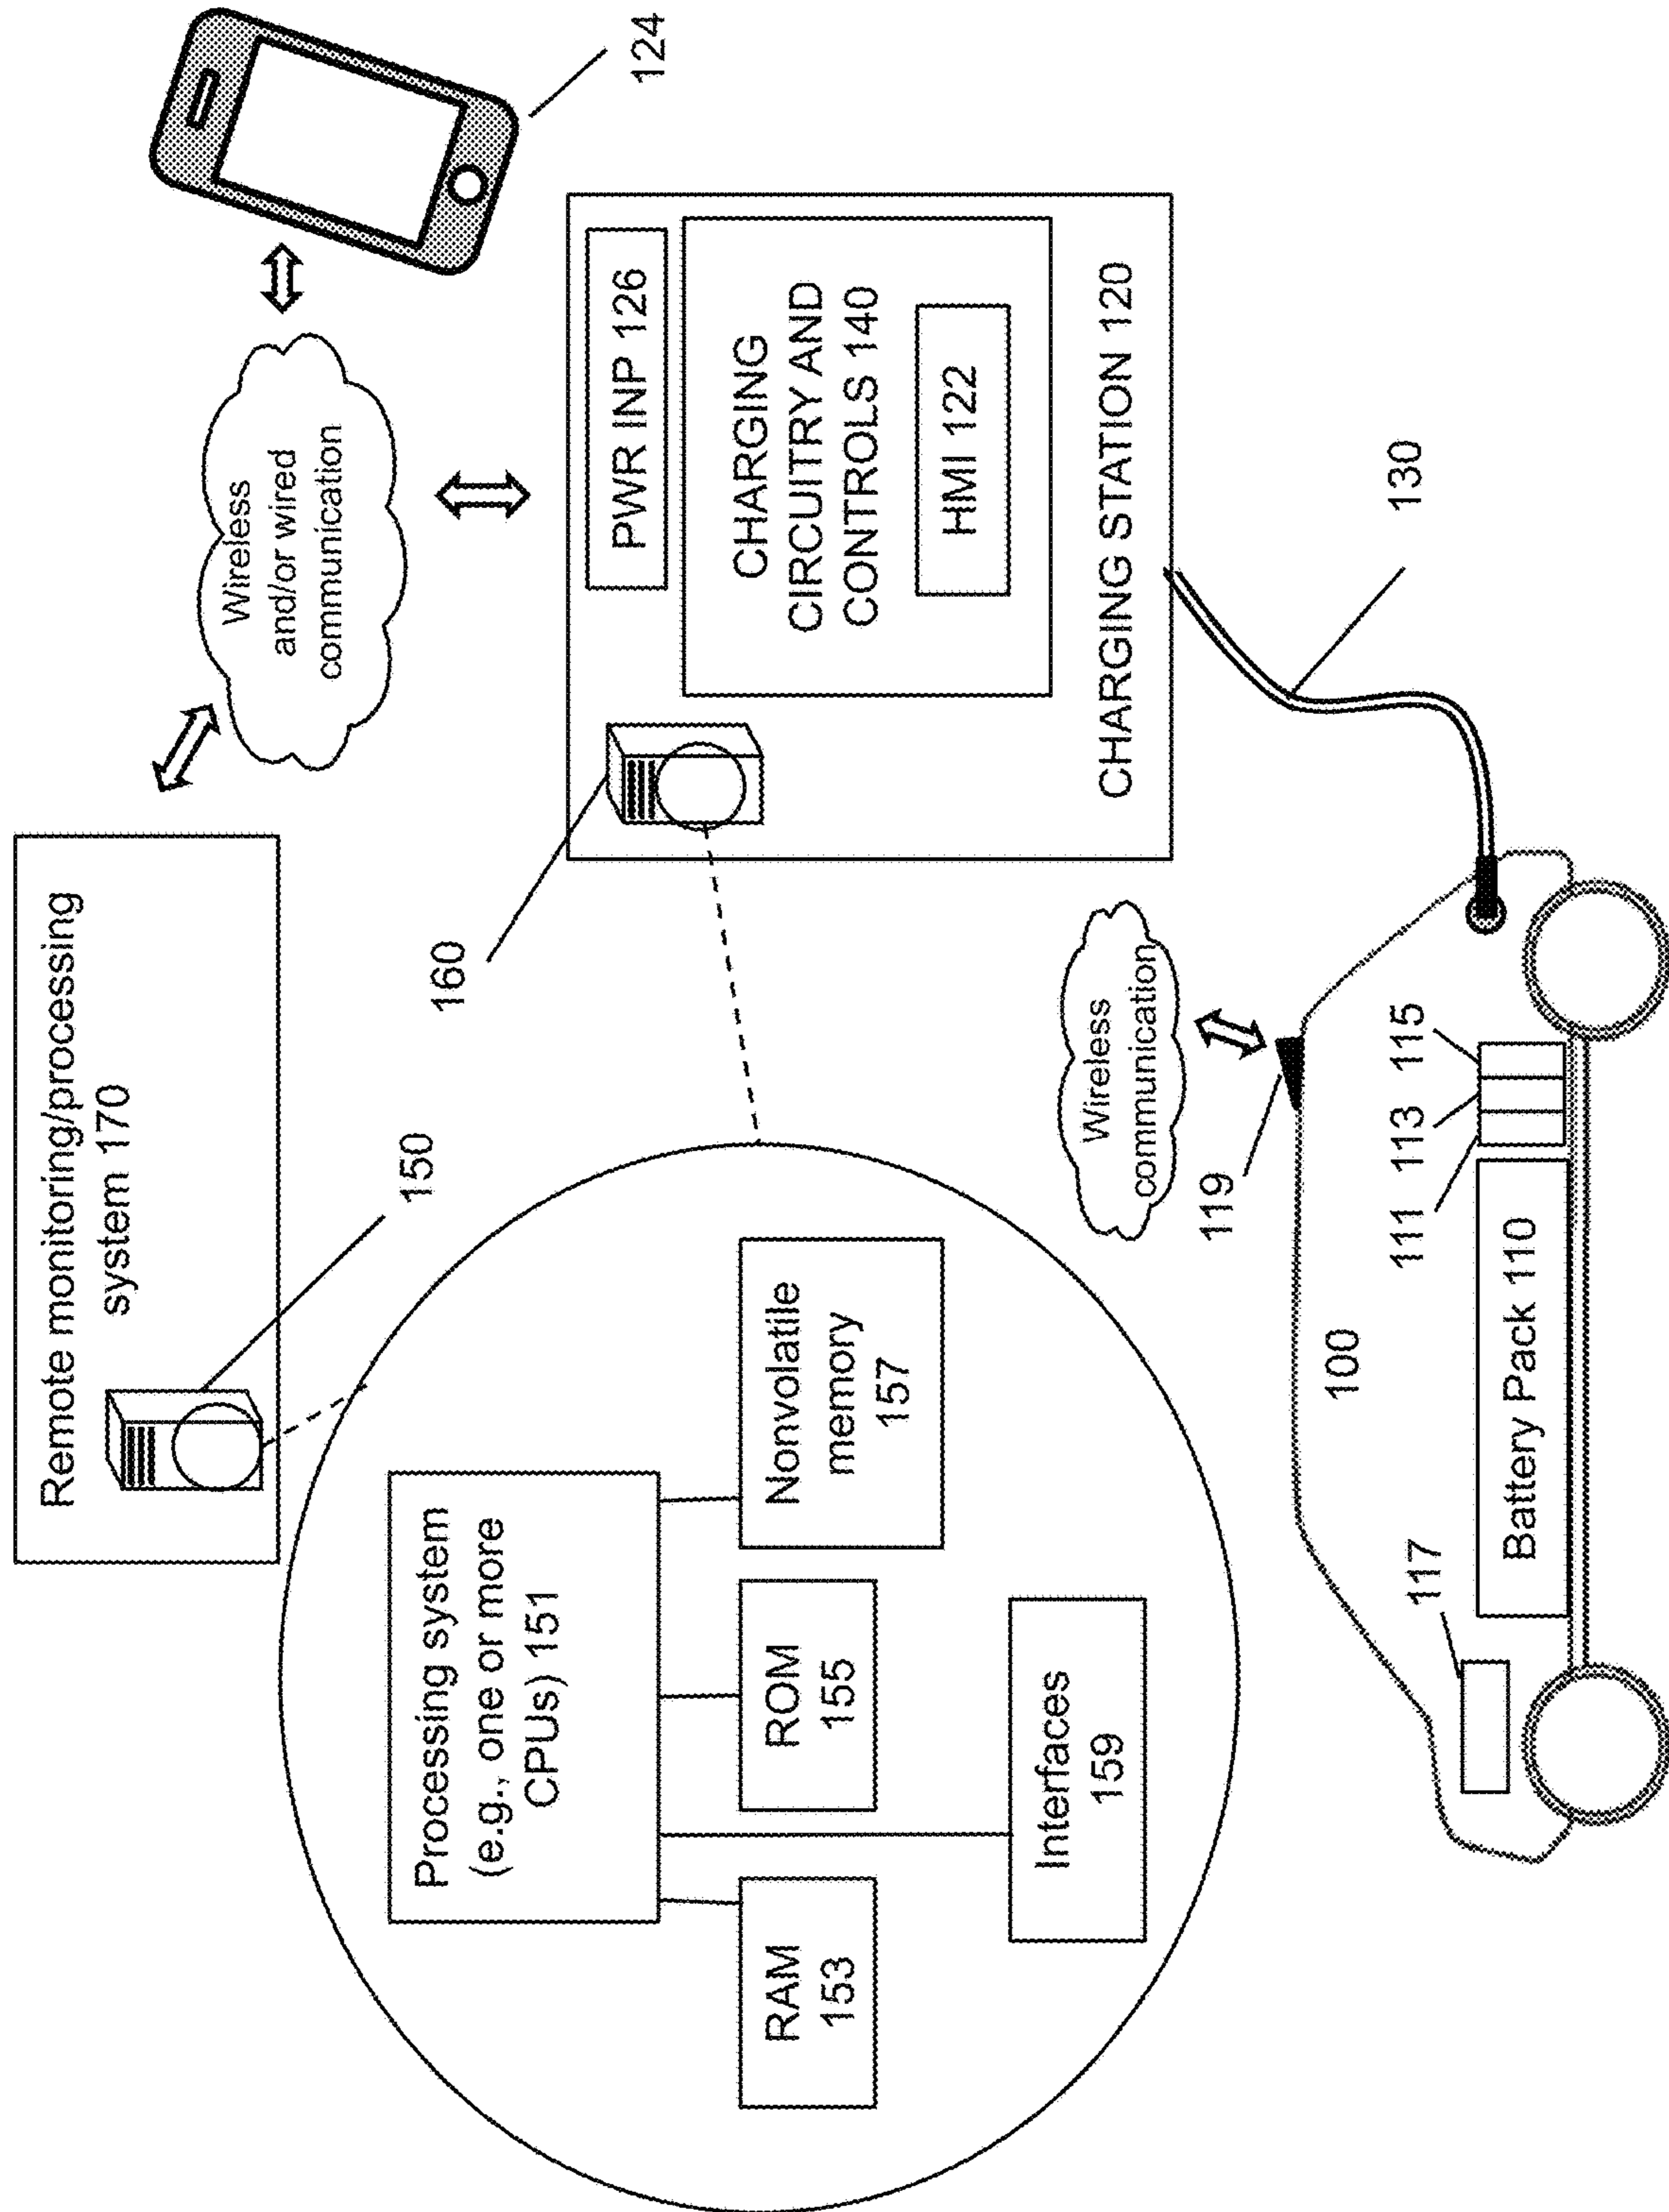 Remote monitoring/processing
system 170
150
Wireless
and/or wired
communication
124
160
Processing system
(e.g., one or more
CPUs) 151
RAM
153
ROM
155
Nonvolatile
memory
157
Interfaces
159
PWR INP 126
CHARGING
CIRCUITRY AND
CONTROLS 140
HMI 122
CHARGING STATION 120
130
Wireless
communication
119
100
117
Battery Pack 110
111
113
115